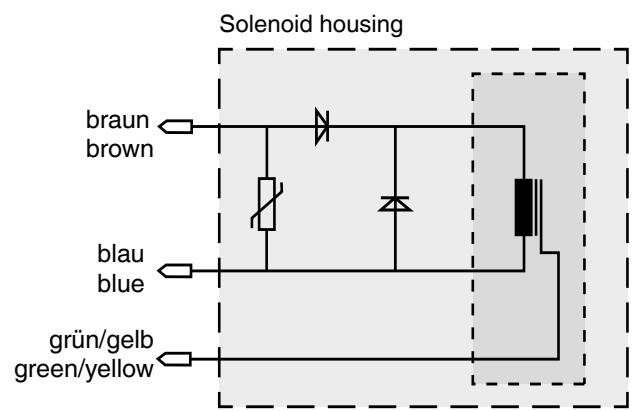 Solenoid housing
braun
brown
blau
blue
grün/gelb
green/yellow